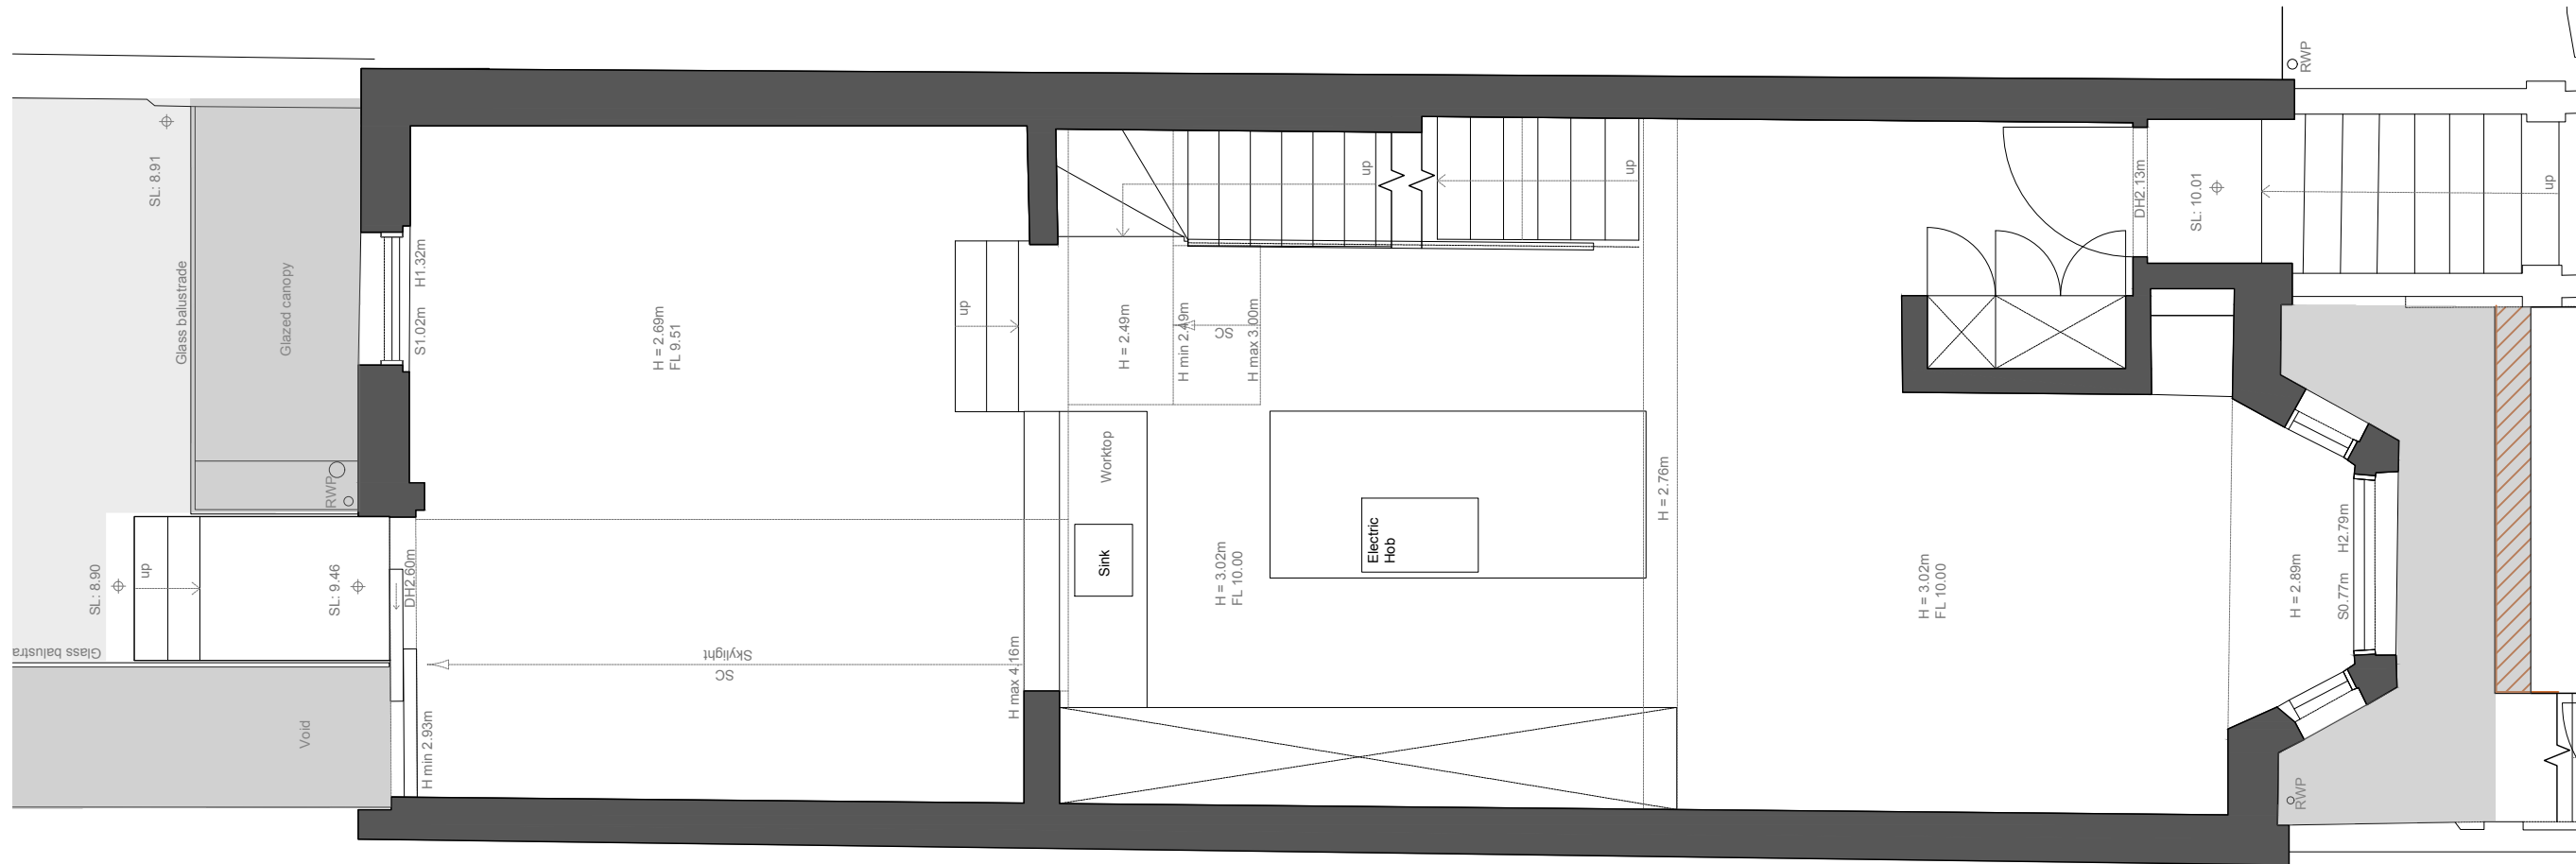 SL: 8.91
Glass balustrade
Glazed canopy
RWP
S1.02m H1.32m
SL: 8.90
up
SL: 9.46
DH2.60m
Glass balustra
Void
H min 2.93m
H = 2.69m
FL 9.51
Skylight
SC
H max 4.16m
up
H = 2.49m
H min 2.49m
SC
H max 3.00m
up
up
Worktop
Sink
H = 3.02m
FL 10.00
Electric
Hob
H = 2.76m
H = 3.02m
FL 10.00
DH2.13m
SL: 10.01
up
RWP
H = 2.89m
S0.77m H2.79m
RWP